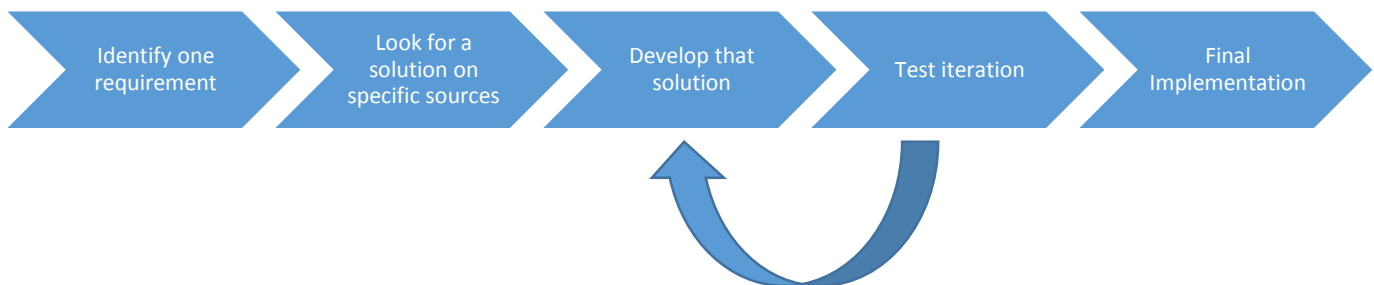 Identify one
requirement
Look for a
solution on
specific sources
Develop that
solution
Test iteration
Final
Implementation